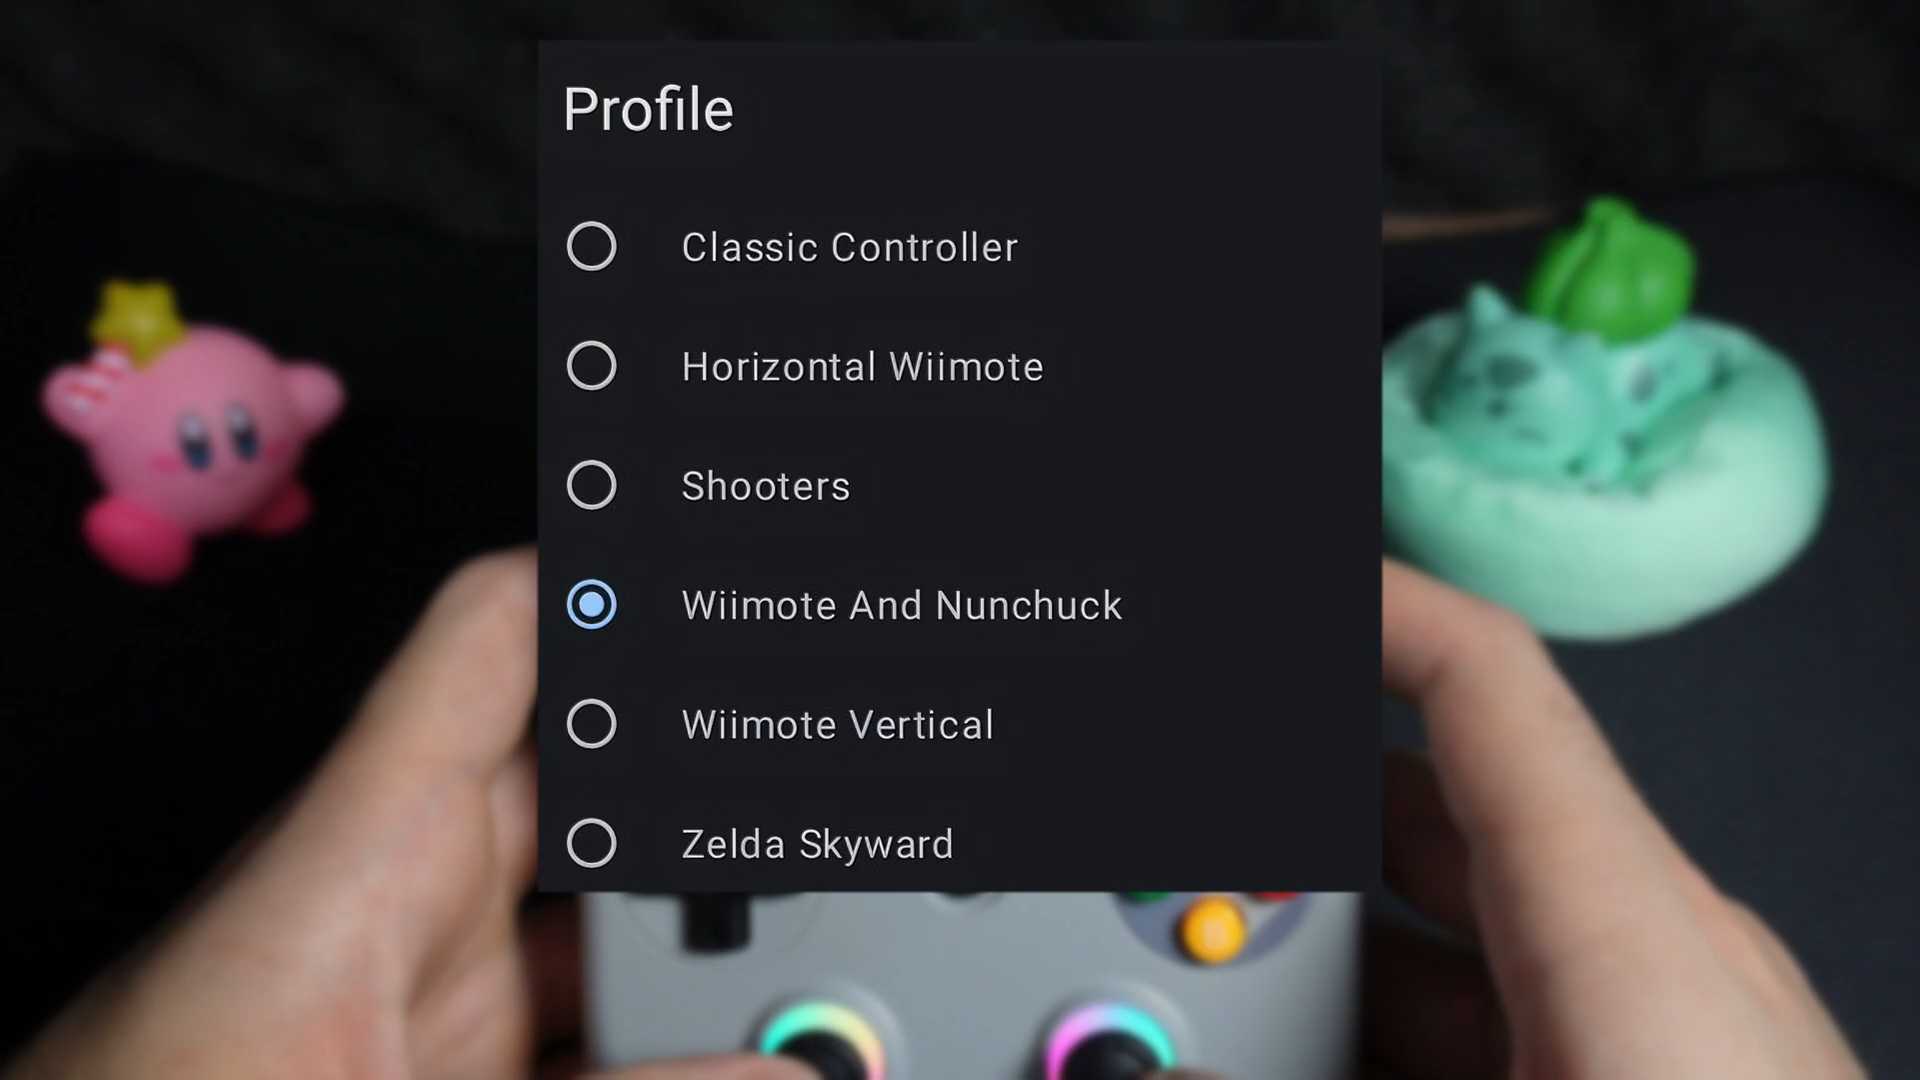 Profile
Classic Controller
Horizontal Wiimote
Shooters
Wiimote And Nunchuck
Wiimote Vertical
Zelda Skyward